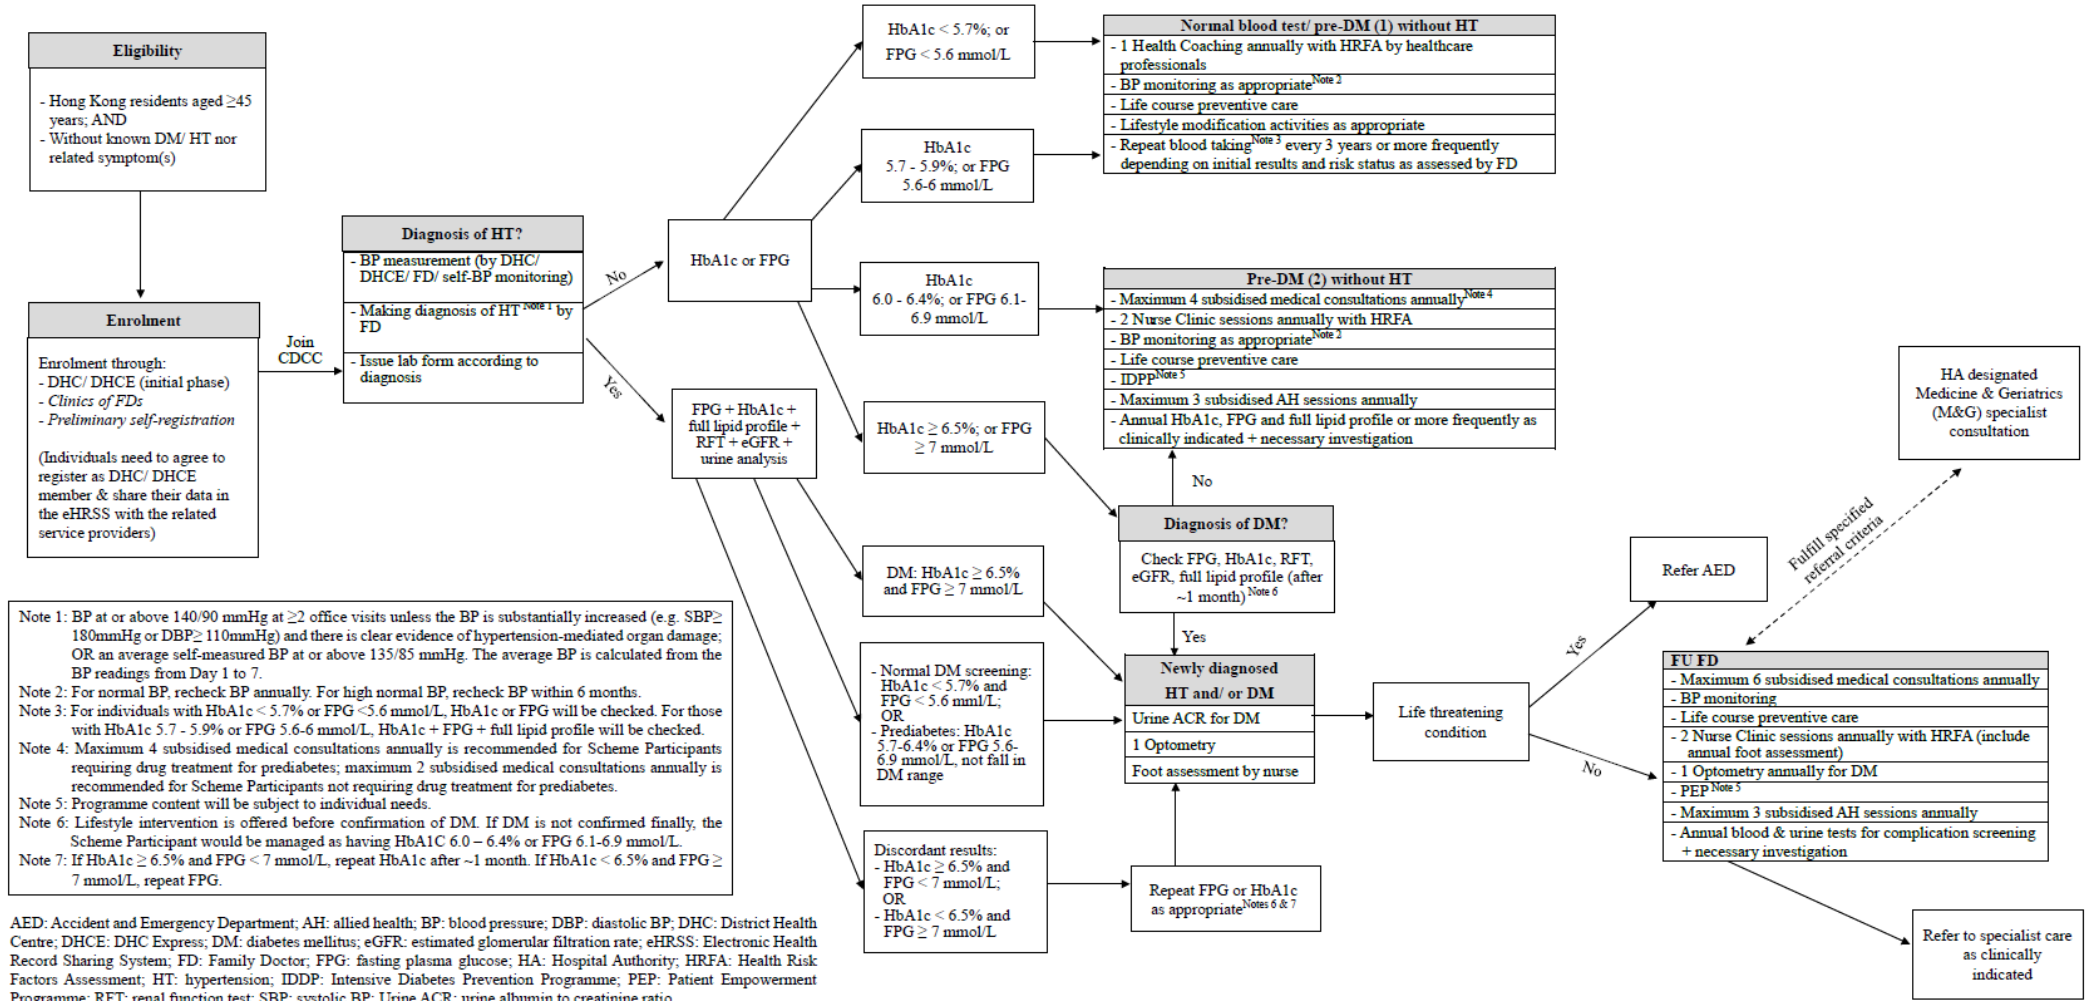 Eligibility
- Hong Kong residents aged ≥45
years; AND
- Without known DM/ HT nor
related symptom(s)
Enrolment
Enrolment through:
- DHC/ DHCE (initial phase)
- Clinics of FDs
- Preliminary self-registration
(Individuals need to agree to
register as DHC/ DHCE
member & share their data in
the eHRSS with the related
service providers)
Join
CDCC
Diagnosis of HT?
- BP measurement (by DHC/
DHCE/ FD/ self-BP monitoring)
- Making diagnosis of HT Note 1 by
FD
- Issue lab form according to
diagnosis
No
Yes
HbA1c or FPG
FPG + HbA1c +
full lipid profile +
RFT + eGFR +
urine analysis
HbA1c < 5.7%; or
FPG < 5.6 mmol/L
HbA1c
5.7 - 5.9%; or FPG
5.6-6 mmol/L
HbA1c
6.0 - 6.4%; or FPG 6.1-
6.9 mmol/L
HbA1c ≥ 6.5%; or FPG
≥ 7 mmol/L
DM: HbA1c ≥ 6.5%
and FPG ≥ 7 mmol/L
- Normal DM screening:
HbA1c < 5.7% and
FPG < 5.6 mml/L;
OR
- Prediabetes: HbA1c
5.7-6.4% or FPG 5.6-
6.9 mmol/L, not fall in
DM range
Discordant results:
- HbA1c ≥ 6.5% and
FPG < 7 mmol/L;
OR
- HbA1c < 6.5% and
FPG ≥ 7 mmol/L
Normal blood test/ pre-DM (1) without HT
- 1 Health Coaching annually with HRFA by healthcare
professionals
- BP monitoring as appropriate Note 2
- Life course preventive care
- Lifestyle modification activities as appropriate
- Repeat blood taking Note 3 every 3 years or more frequently
depending on initial results and risk status as assessed by FD
Pre-DM (2) without HT
- Maximum 4 subsidised medical consultations annually Note 4
- 2 Nurse Clinic sessions annually with HRFA
- BP monitoring as appropriate Note 2
- Life course preventive care
- IDPP Note 5
- Maximum 3 subsidised AH sessions annually
- Annual HbA1c, FPG and full lipid profile or more frequently as
clinically indicated + necessary investigation
No
Diagnosis of DM?
Check FPG, HbA1c, RFT,
eGFR, full lipid profile (after
~1 month) Note 6
Yes
Newly diagnosed
HT and/ or DM
Urine ACR for DM
1 Optometry
Foot assessment by nurse
Repeat FPG or HbA1c
as appropriate Notes 6 & 7
Life threatening
condition
Yes
No
Refer AED
HA designated
Medicine & Geriatrics
(M&G) specialist
consultation
Fulfill specified
referral criteria
FU FD
- Maximum 6 subsidised medical consultations annually
- BP monitoring
- Life course preventive care
- 2 Nurse Clinic sessions annually with HRFA (include
annual foot assessment)
- 1 Optometry annually for DM
- PEP Note 5
- Maximum 3 subsidised AH sessions annually
- Annual blood & urine tests for complication screening
+ necessary investigation
Refer to specialist care
as clinically
indicated
Note 1: BP at or above 140/90 mmHg at ≥2 office visits unless the BP is substantially increased (e.g. SBP≥
180mmHg or DBP≥ 110mmHg) and there is clear evidence of hypertension-mediated organ damage;
OR an average self-measured BP at or above 135/85 mmHg. The average BP is calculated from the
BP readings from Day 1 to 7.
Note 2: For normal BP, recheck BP annually. For high normal BP, recheck BP within 6 months.
Note 3: For individuals with HbA1c < 5.7% or FPG <5.6 mmol/L, HbA1c or FPG will be checked. For those
with HbA1c 5.7 - 5.9% or FPG 5.6-6 mmol/L, HbA1c + FPG + full lipid profile will be checked.
Note 4: Maximum 4 subsidised medical consultations annually is recommended for Scheme Participants
requiring drug treatment for prediabetes; maximum 2 subsidised medical consultations annually is
recommended for Scheme Participants not requiring drug treatment for prediabetes.
Note 5: Programme content will be subject to individual needs.
Note 6: Lifestyle intervention is offered before confirmation of DM. If DM is not confirmed finally, the
Scheme Participant would be managed as having HbA1C 6.0 – 6.4% or FPG 6.1-6.9 mmol/L.
Note 7: If HbA1c ≥ 6.5% and FPG < 7 mmol/L, repeat HbA1c after ~1 month. If HbA1c < 6.5% and FPG ≥
7 mmol/L, repeat FPG.
AED: Accident and Emergency Department; AH: allied health; BP: blood pressure; DBP: diastolic BP; DHC: District Health
Centre; DHCE: DHC Express; DM: diabetes mellitus; eGFR: estimated glomerular filtration rate; eHRSS: Electronic Health
Record Sharing System; FD: Family Doctor; FPG: fasting plasma glucose; HA: Hospital Authority; HRFA: Health Risk
Factors Assessment; HT: hypertension; IDDP: Intensive Diabetes Prevention Programme; PEP: Patient Empowerment
Programme; RFT: renal function test; SBP: systolic BP; Urine ACR: urine albumin to creatinine ratio